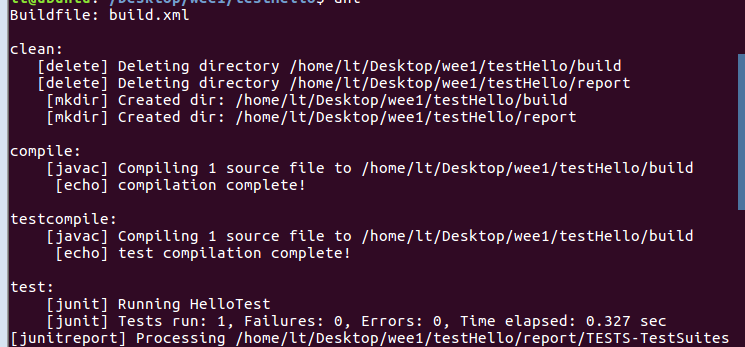 Buildfile: build.xml
clean:
[delete] Deleting directory /home/lt/Desktop/wee1/testHello/build
[delete] Deleting directory /home/lt/Desktop/wee1/testHello/report
[mkdir] Created dir: /home/lt/Desktop/wee1/testHello/build
[mkdir] Created dir: /home/lt/Desktop/wee1/testHello/report
compile:
[javac] Compiling 1 source file to /home/lt/Desktop/wee1/testHello/build
[echo] compilation complete!
testcompile:
[javac] Compiling 1 source file to /home/lt/Desktop/wee1/testHello/build
[echo] test compilation complete!
test:
[junit] Running HelloTest
[junit] Tests run: 1, Failures: 0, Errors: 0, Time elapsed: 0.327 sec
[junitreport] Processing /home/lt/Desktop/wee1/testHello/report/TESTS-TestSuites